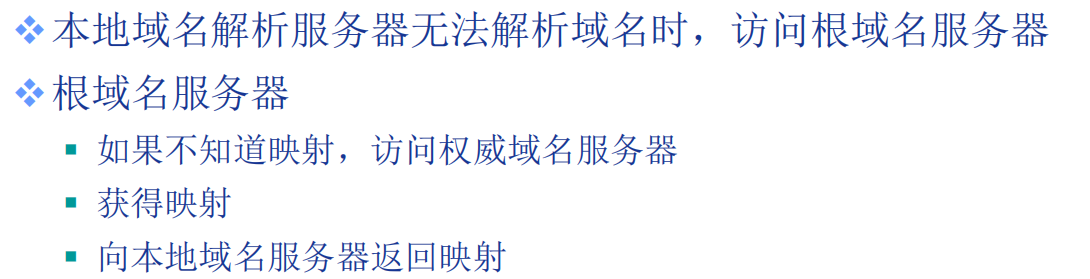 本地域名解析服务器无法解析域名时，访问根域名服务器
根域名服务器
如果不知道映射，访问权威域名服务器
获得映射
向本地域名服务器返回映射